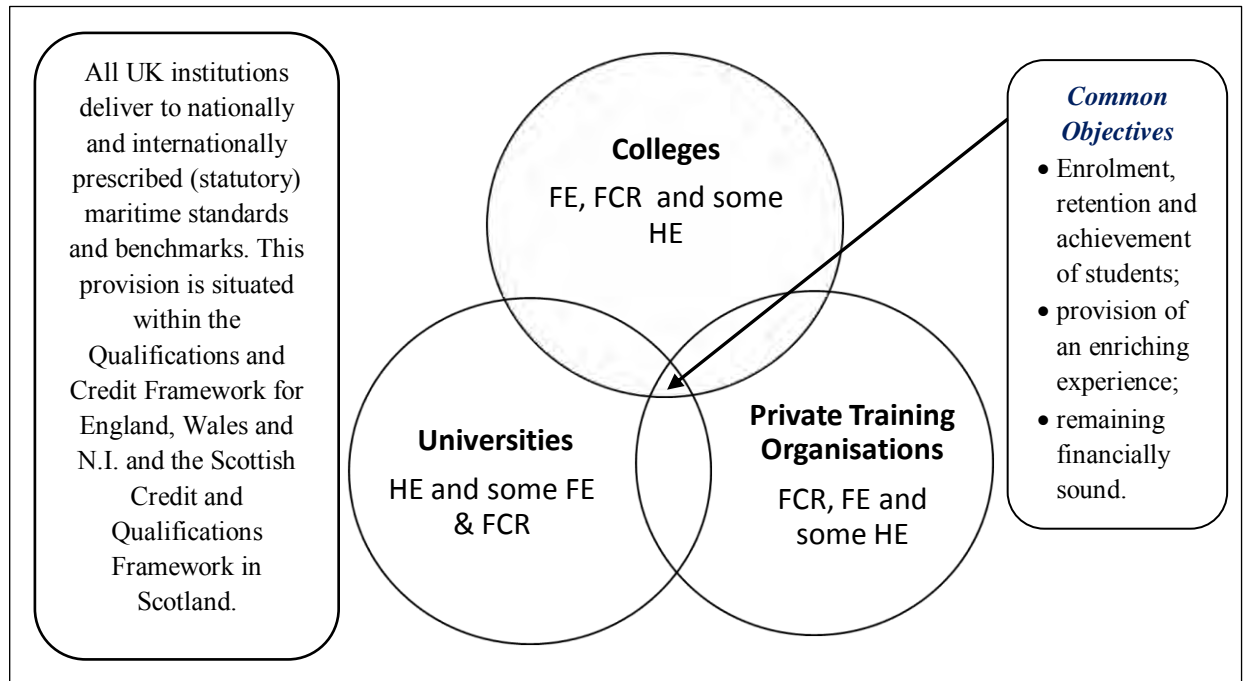 All UK institutions
deliver to nationally
and internationally
prescribed (statutory)
maritime standards
and benchmarks. This
provision is situated
within the
Qualifications and
Credit Framework for
England, Wales and
N.I. and the Scottish
Credit and
Qualifications
Framework in
Scotland.
Colleges
FE, FCR and some
HE
Universities
HE and some FE
& FCR
Private Training
Organisations
FCR, FE and
some HE
Common
Objectives
• Enrolment,
retention and
achievement
of students;
• provision of
an enriching
experience;
• remaining
financially
sound.